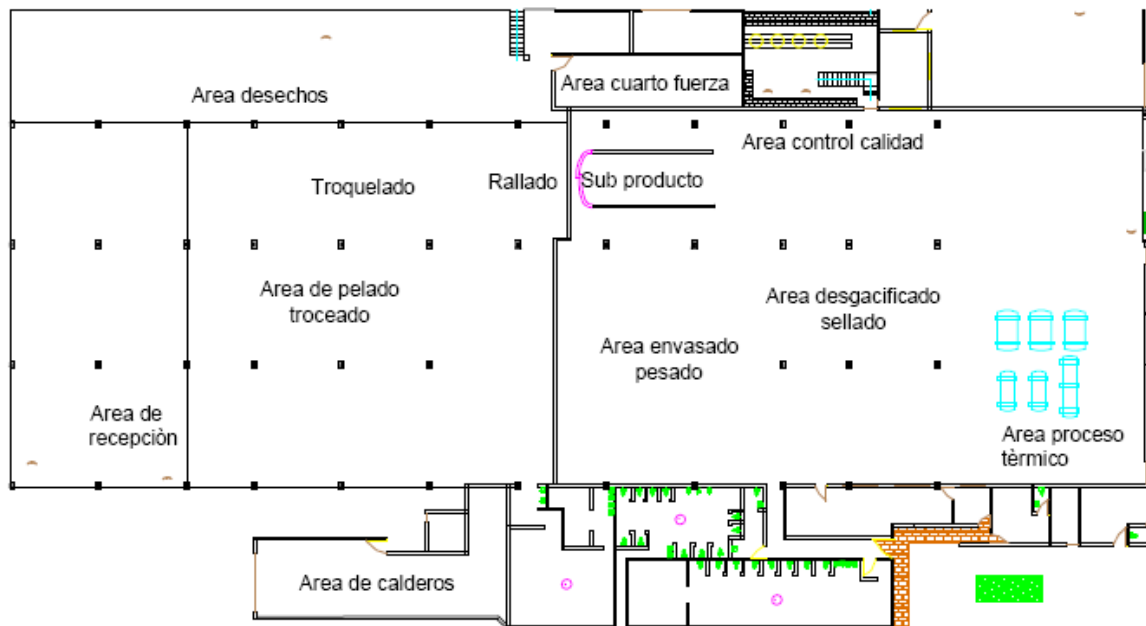 Area desechos
Area cuarto fuerza
Area control calidad
Troquelado
Rallado
Sub producto
Area de pelado
troceado
Area desgacificado
sellado
Area envasado
pesado
Area de
recepciòn
Area proceso
tèrmico
Area de calderos